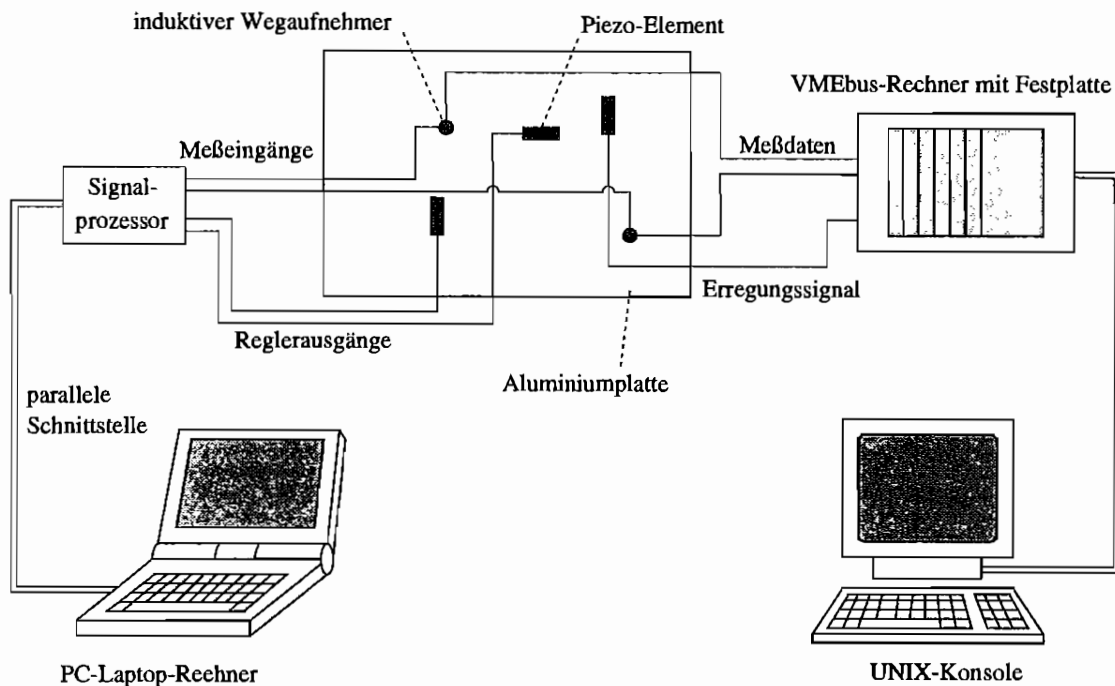 induktiver Wegaufnehmer
Piezo-Element
VMEbus-Rechner mit Festplatte
Meßeingänge
Meßdaten
Signal-
prozessor
Erregungssignal
Reglerausgänge
Aluminiumplatte
parallele
Schnittstelle
PC-Laptop-Reehner
UNIX-Konsole